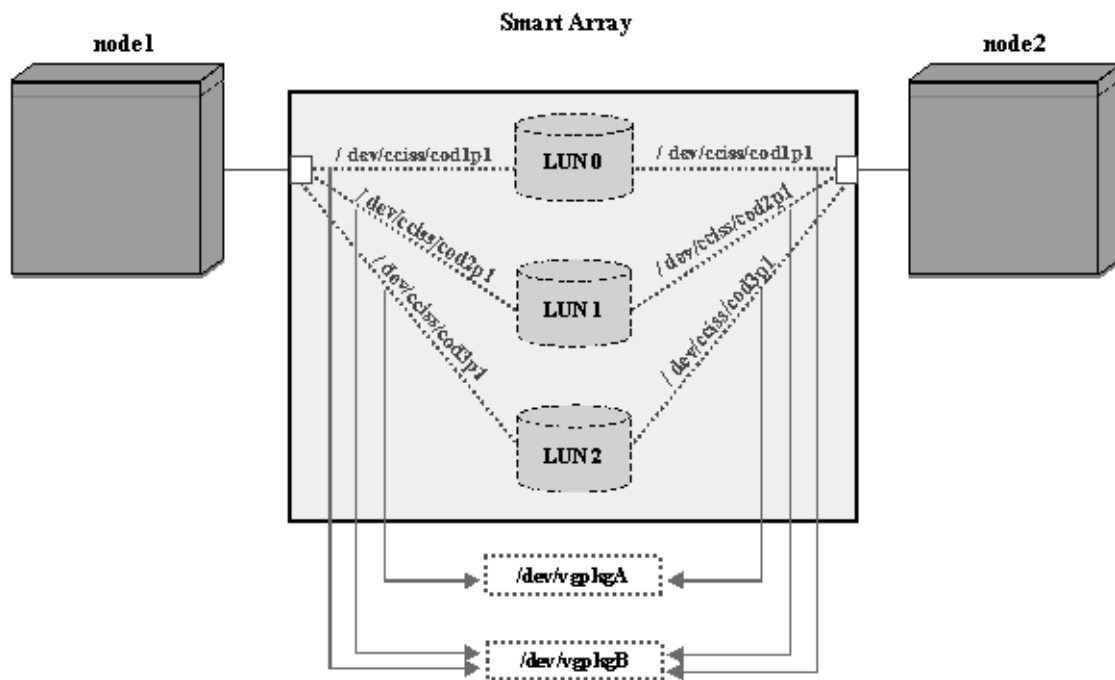 Smart Array
node1
node2
/ dev/cciss/cod1p1
/ dev/cciss/cod1p1
LUN 0
/ dev/cciss/cod2p1
/ dev/cciss/cod2p1
/ dev/cciss/cod3p1
/ dev/cciss/cod3p1
LUN 1
LUN 2
/dev/vgpkgA
/dev/vgpkgB